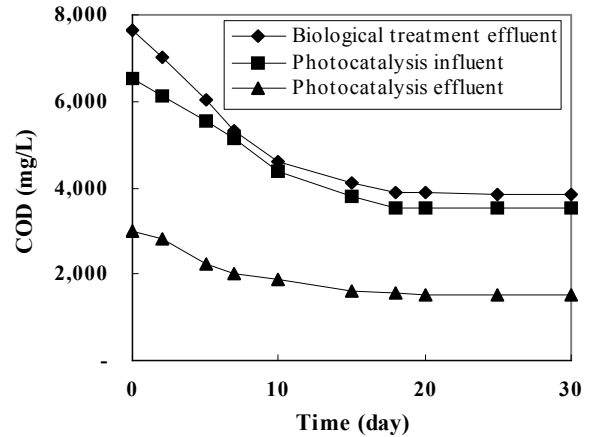 8,000
6,000
4,000
2,000
-
COD (mg/L)
Biological treatment effluent
Photocatalysis influent
Photocatalysis effluent
0 10 20 30
Time (day)